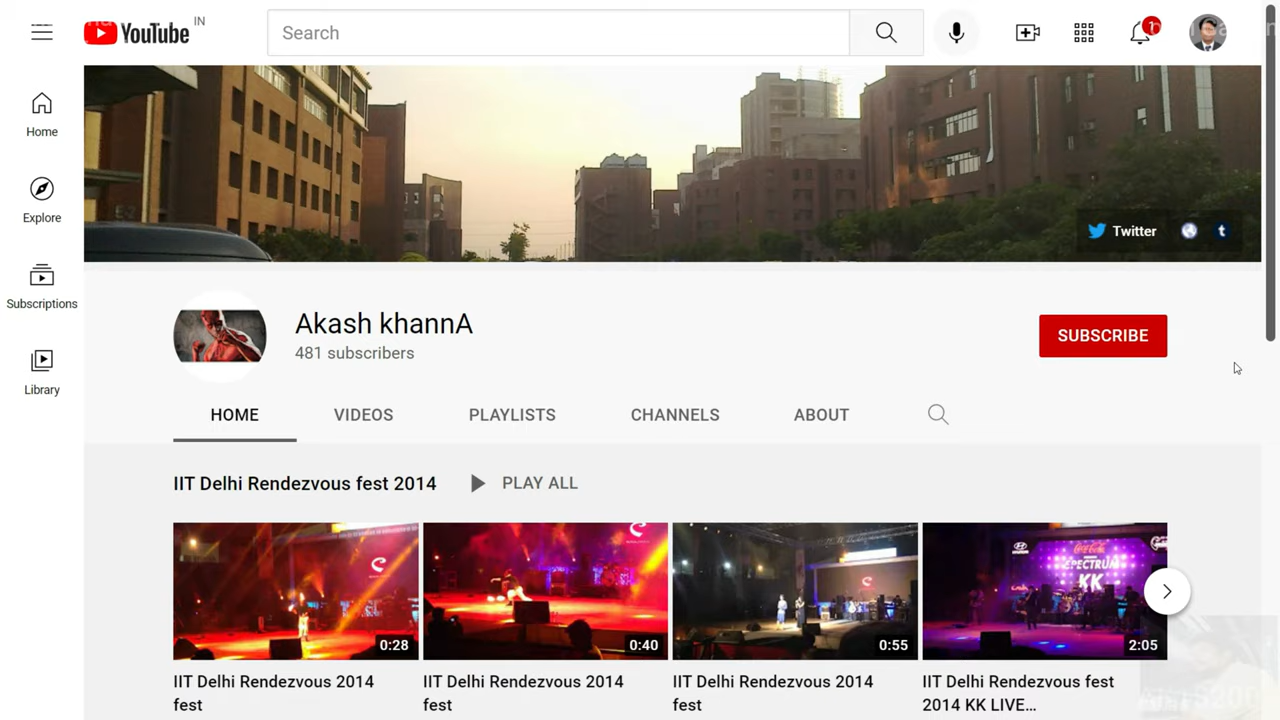 YouTube IN
Search
1
Home
Explore
Subscriptions
Library
Twitter
t
Akash khannA
481 subscribers
SUBSCRIBE
HOME VIDEOS PLAYLISTS CHANNELS ABOUT
IIT Delhi Rendezvous fest 2014 PLAY ALL
HYUNDAI
Coca-Cola
SPECTRUM
KK
0:28 0:40 0:55 2:05
IIT Delhi Rendezvous 2014
fest
IIT Delhi Rendezvous 2014
fest
IIT Delhi Rendezvous 2014
fest
IIT Delhi Rendezvous fest
2014 KK LIVE…